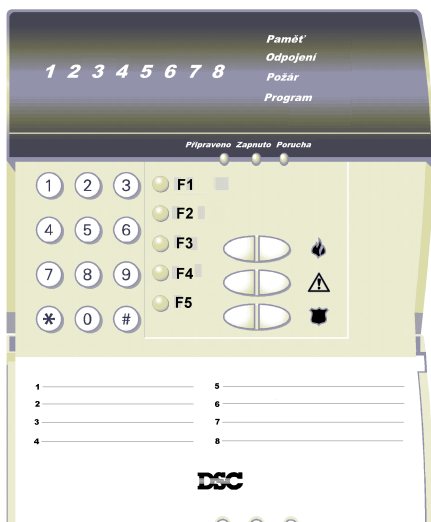 Paměť
Odpojení
1 2 3 4 5 6 7 8
Požár
Program
Připraveno Zapnuto Porucha
1 2 3 F1
F2
4 5 6
F3
7 8 9 F4
F5
* 0 #
1 5
2 6
3 7
4 8
DSC